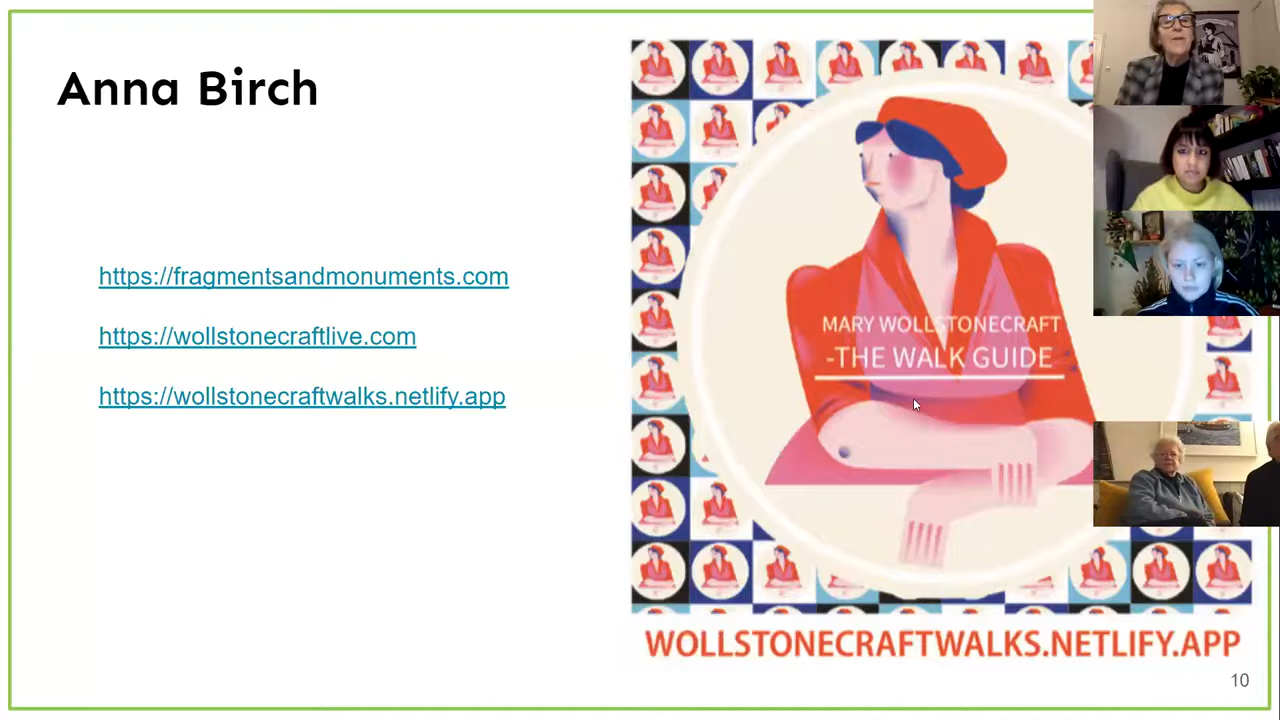 Anna Birch
https://fragmentsandmonuments.com
https://wollstonecraftlive.com
https://wollstonecraftwalks.netlify.app
MARY WOLLSTONECRAFT
-THE WALK GUIDE
WOLLSTONECRAFTWALKS.NETLIFY.APP
10